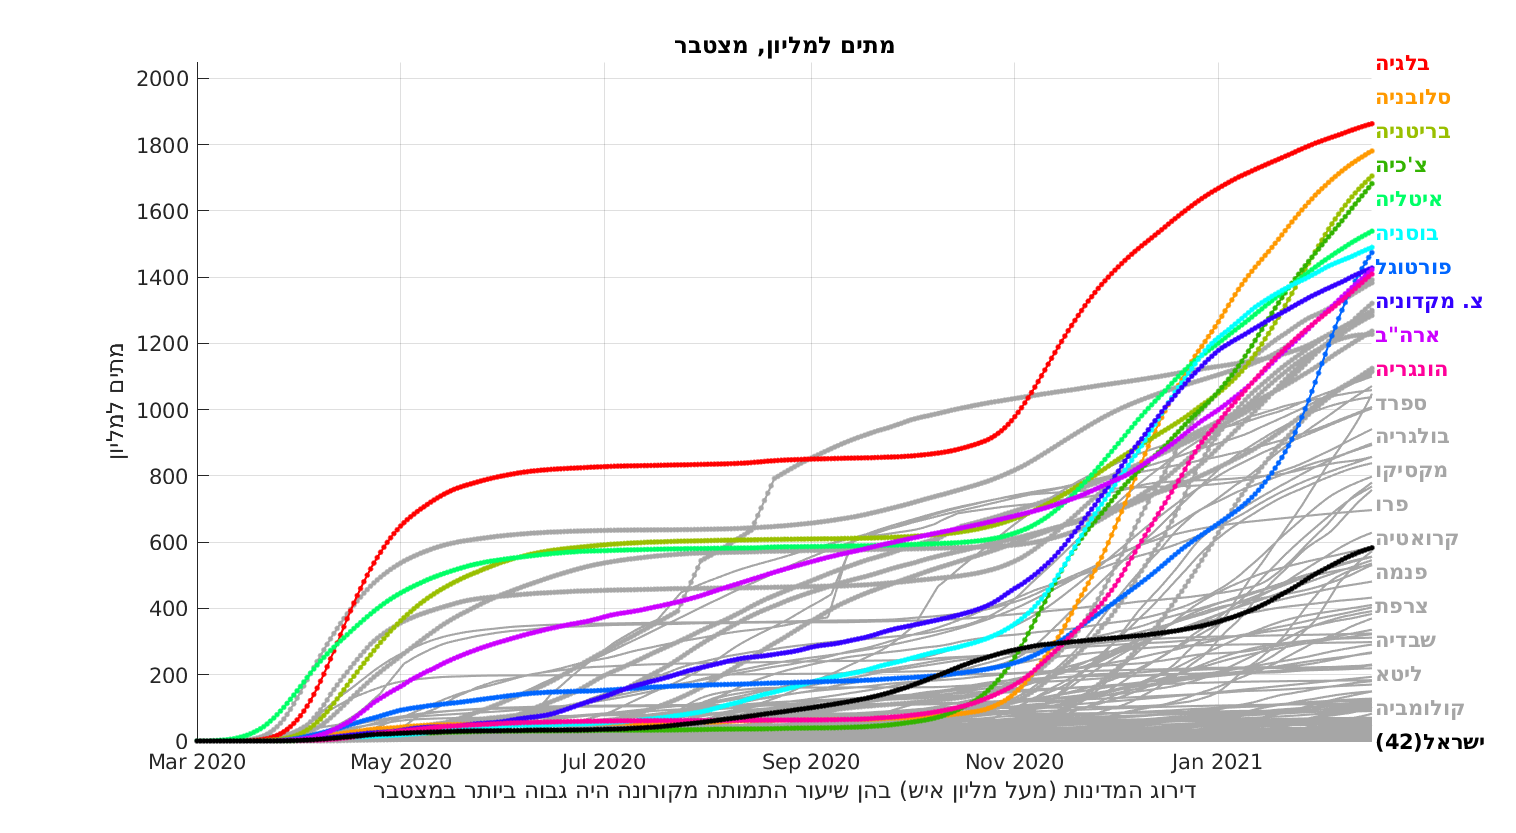 מתים למליון, מצטבר
מתים למליון
2000
1800
1600
1400
1200
1000
800
600
400
200
0
Mar 2020
May 2020
Jul 2020
Sep 2020
Nov 2020
Jan 2021
דירוג המדינות (מעל מליון איש) בהן שיעור התמותה מקורונה היה גבוה ביותר במצטבר
בלגיה
סלובניה
בריטניה
צ'כיה
איטליה
בוסניה
פורטוגל
צ. מקדוניה
ארה"ב
הונגריה
ספרד
בולגריה
מקסיקו
פרו
קרואטיה
פנמה
צרפת
שבדיה
ליטא
קולומביה
ישראל(42)